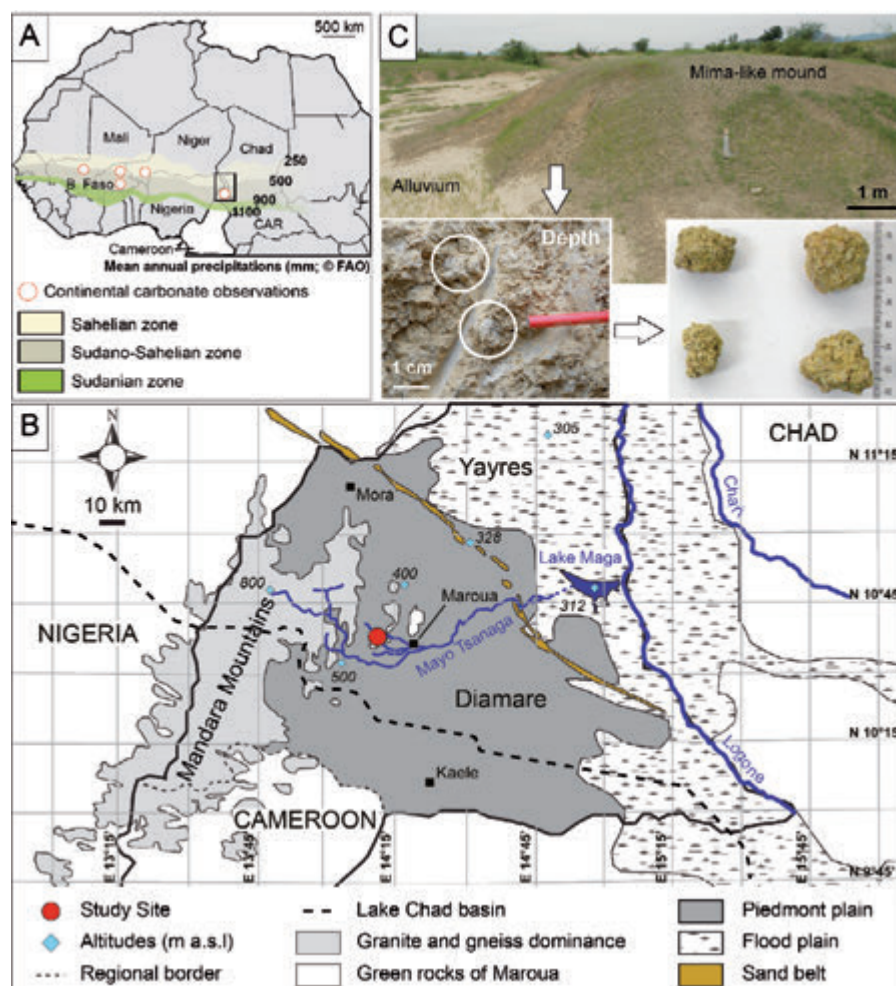 A
500 km
Mali
Niger
Chad
250
500
B. Faso
900
Nigeria
1100
CAR
Cameroon
Mean annual precipitations (mm; © FAO)
Continental carbonate observations
Sahelian zone
Sudano-Sahelian zone
Sudanian zone
C
Mima-like mound
Alluvium
1 m
Depth
1 cm
B
N
10 km
305
CHAD
N 11°15'
Yayres
Mora
Chari
328
Lake Maga
800
400
N 10°45'
Maroua
312
NIGERIA
Mayo Tsanaga
Mandara Mountains
500
Diamare
N 10°15'
Logone
Kaele
CAMEROON
E 13°15'
E 13°45'
E 14°15'
E 14°45'
E 15°15'
E 15°45'
N 9°45'
Study Site
Lake Chad basin
Piedmont plain
Altitudes (m a.s.l)
Granite and gneiss dominance
Flood plain
Regional border
Green rocks of Maroua
Sand belt